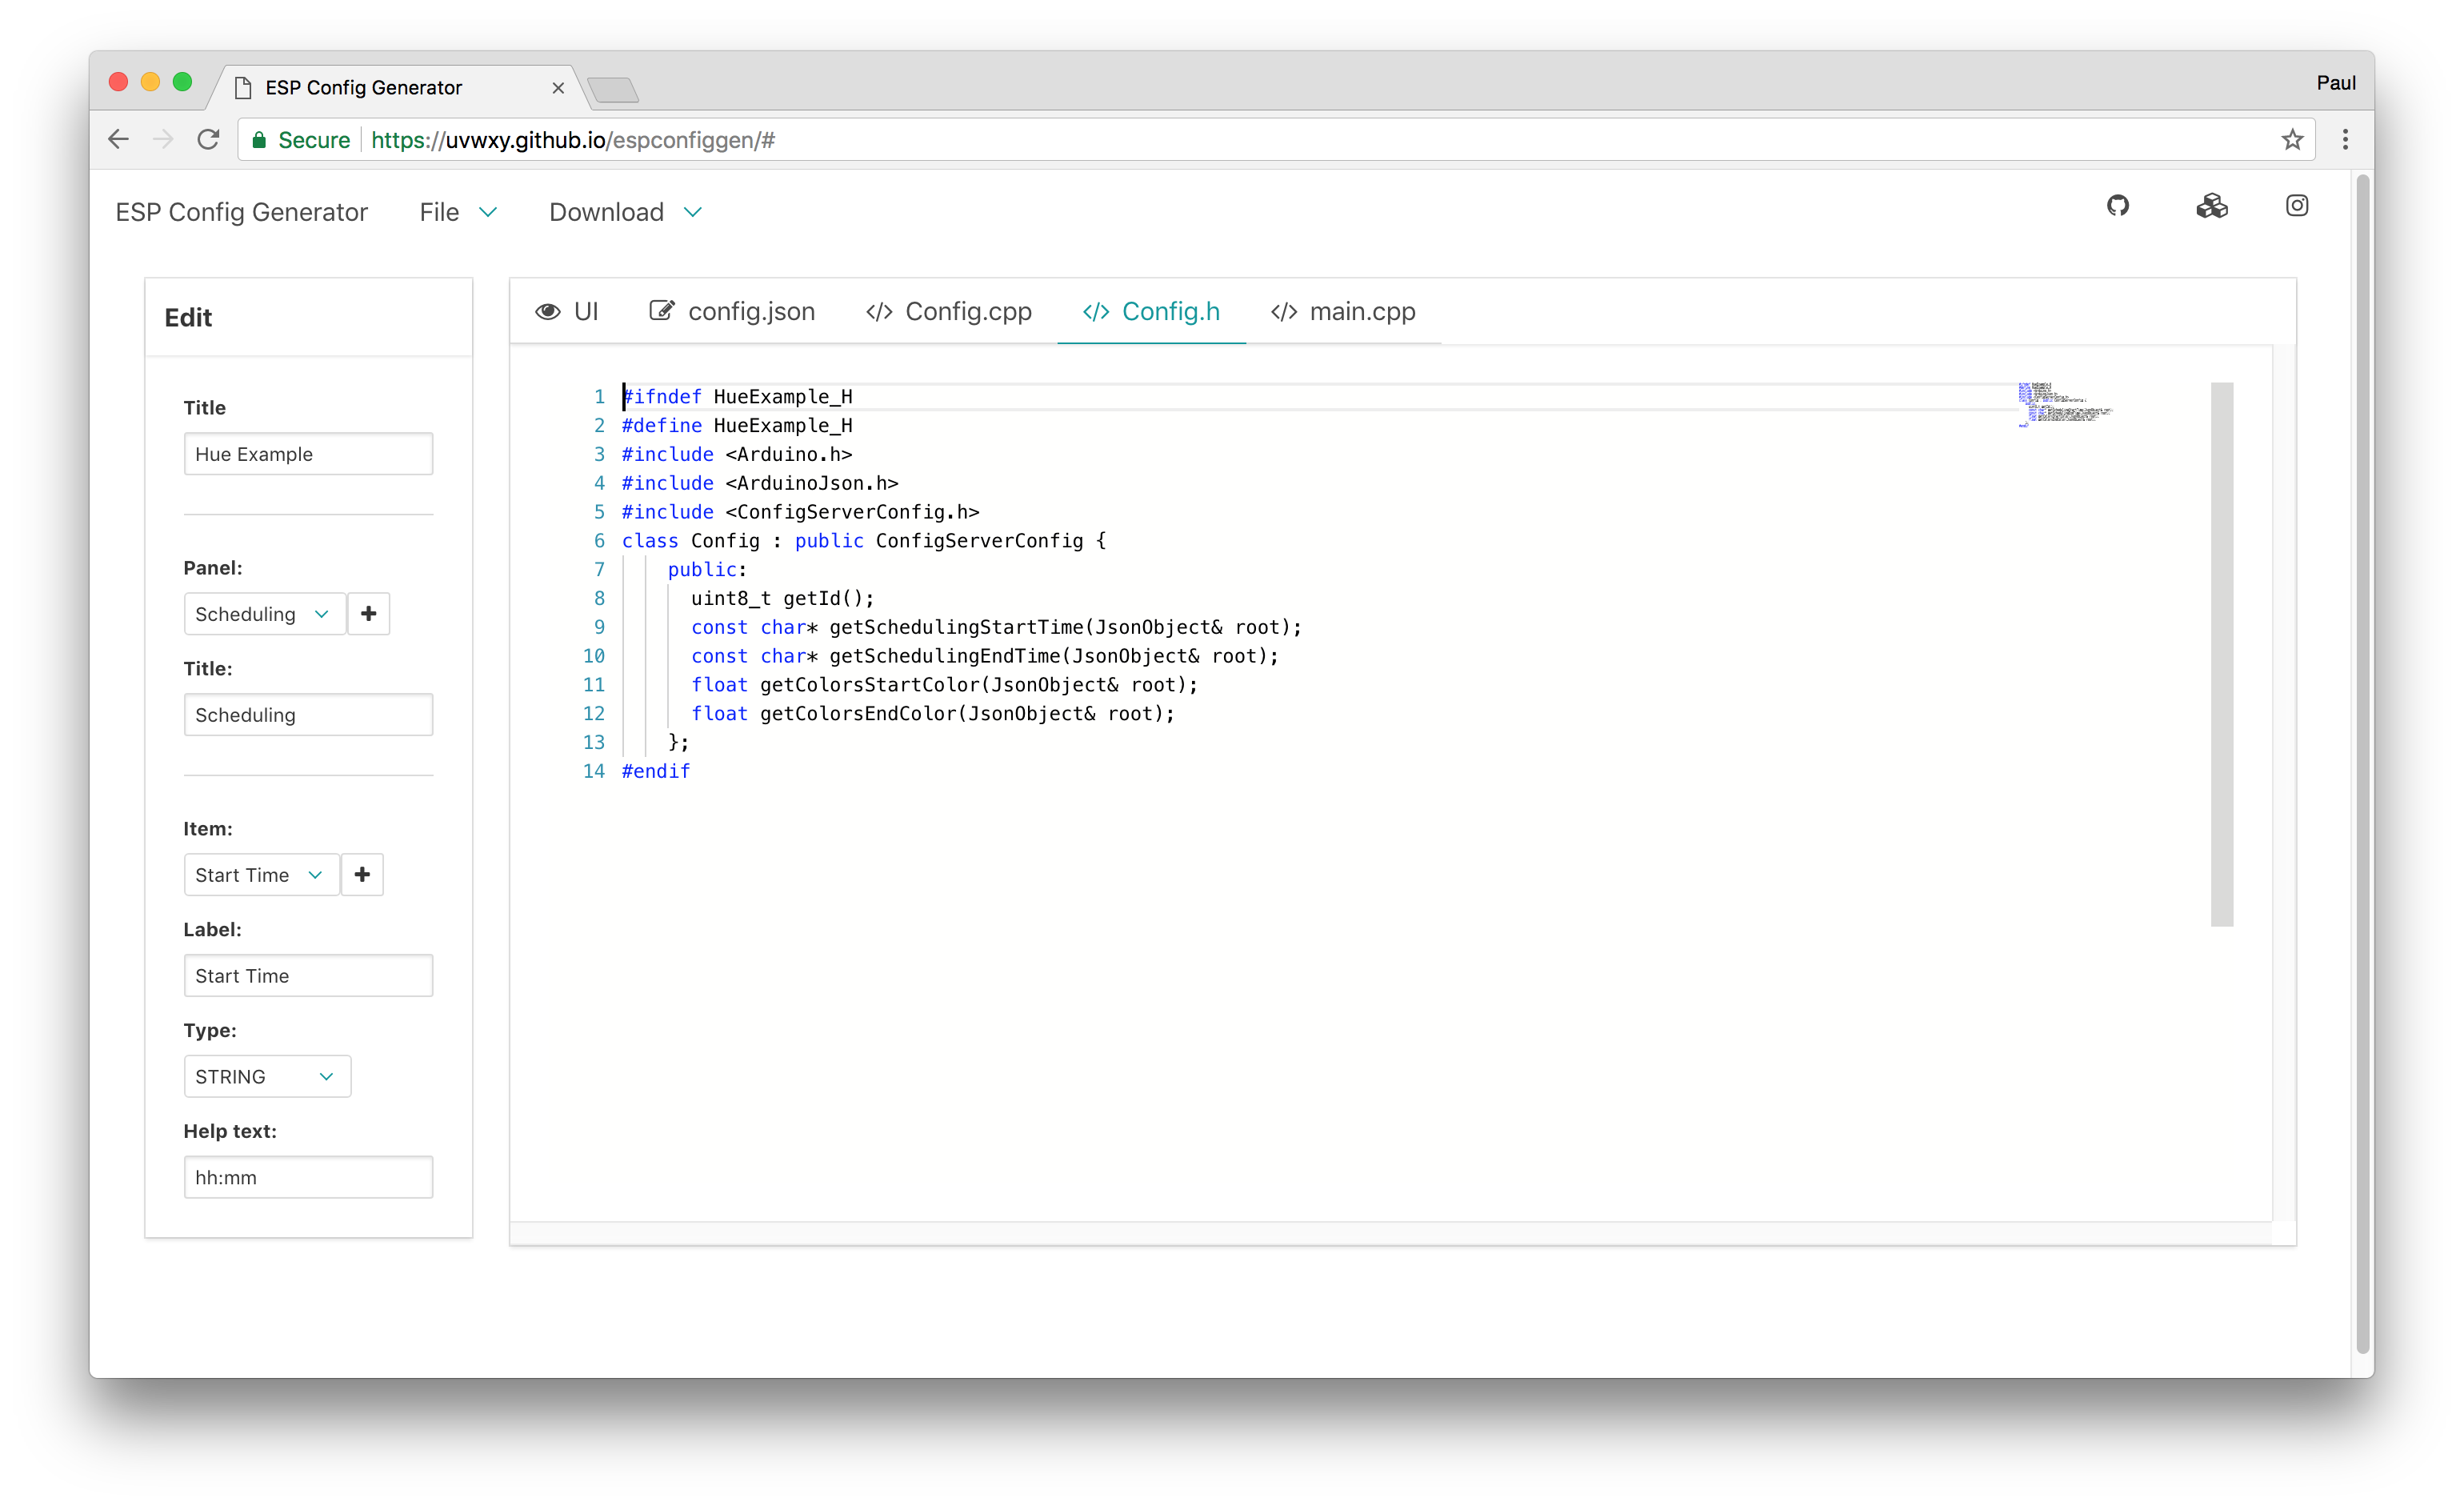 ESP Config Generator
Paul
Secure https://uvwxy.github.io/espconfiggen/#
ESP Config Generator File Download
Edit
Title
Hue Example
Panel:
Scheduling
Title:
Scheduling
Item:
Start Time
Label:
Start Time
Type:
STRING
Help text:
hh:mm
UI config.json </> Config.cpp </> Config.h </> main.cpp
1 #ifndef HueExample_H
2 #define HueExample_H
3 #include <Arduino.h>
4 #include <ArduinoJson.h>
5 #include <ConfigServerConfig.h>
6 class Config : public ConfigServerConfig {
7 public:
8 uint8_t getId();
9 const char* getSchedulingStartTime(JsonObject& root);
10 const char* getSchedulingEndTime(JsonObject& root);
11 float getColorsStartColor(JsonObject& root);
12 float getColorsEndColor(JsonObject& root);
13 };
14 #endif